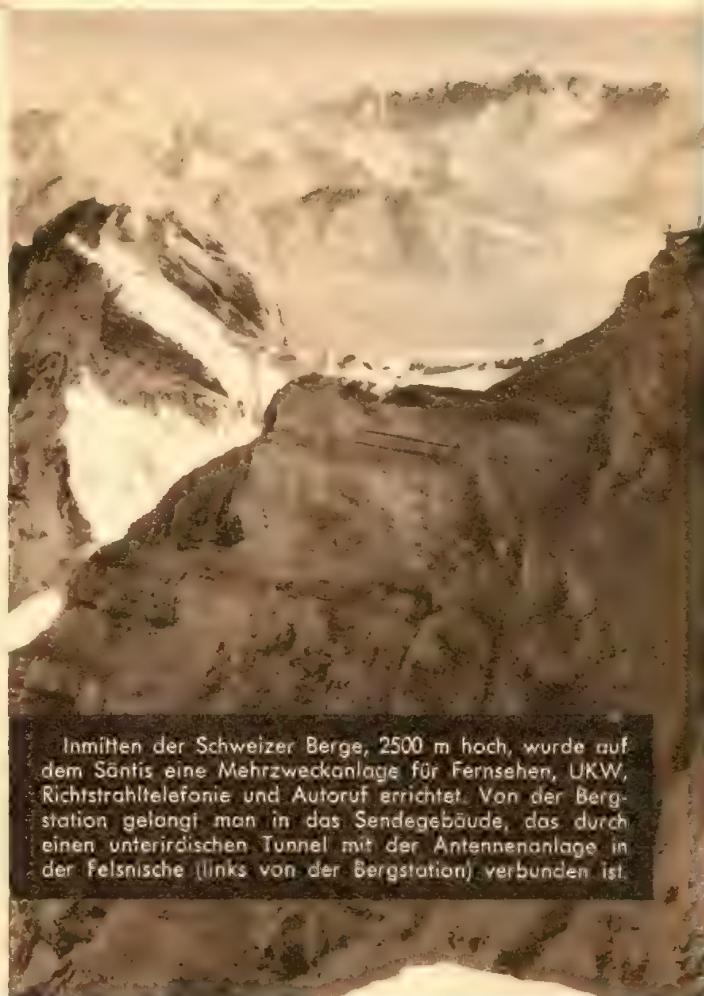 Inmitten der Schweizer Berge, 2500 m hoch, wurde auf
dem Säntis eine Mehrzweckanlage für Fernsehen, UKW,
Richtstrahltelefonie und Autoruf errichtet. Von der Berg-
station gelangt man in das Sendegebäude, das durch
einen unterirdischen Tunnel mit der Antennenanlage in
der Felsnische (links von der Bergstation) verbunden ist.